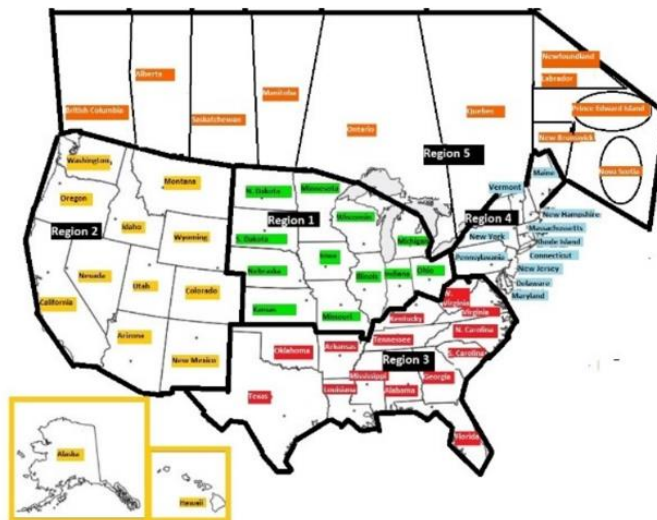 Newfoundland
Labrador
Alberta
Manitoba
British Columbia
Saskatchewan
Quebec
Prince Edward Island
Ontario
New Brunswick
Nova Scotia
Region 5
Washington
Montana
Oregon
Idaho
Wyoming
Region 2
Nevada
Utah
Colorado
California
Arizona
New Mexico
N. Dakota
Minnesota
Region 1
Wisconsin
S. Dakota
Michigan
Iowa
Nebraska
Illinois
Indiana
Ohio
Kansas
Missouri
Maine
Vermont
Region 4
New Hampshire
Massachusetts
New York
Rhode Island
Pennsylvania
Connecticut
New Jersey
Delaware
Maryland
W.
Virginia
Virginia
Kentucky
N. Carolina
Tennessee
S. Carolina
Region 3
Oklahoma
Arkansas
Mississippi
Georgia
Texas
Louisiana
Alabama
Florida
Alaska
Hawaii